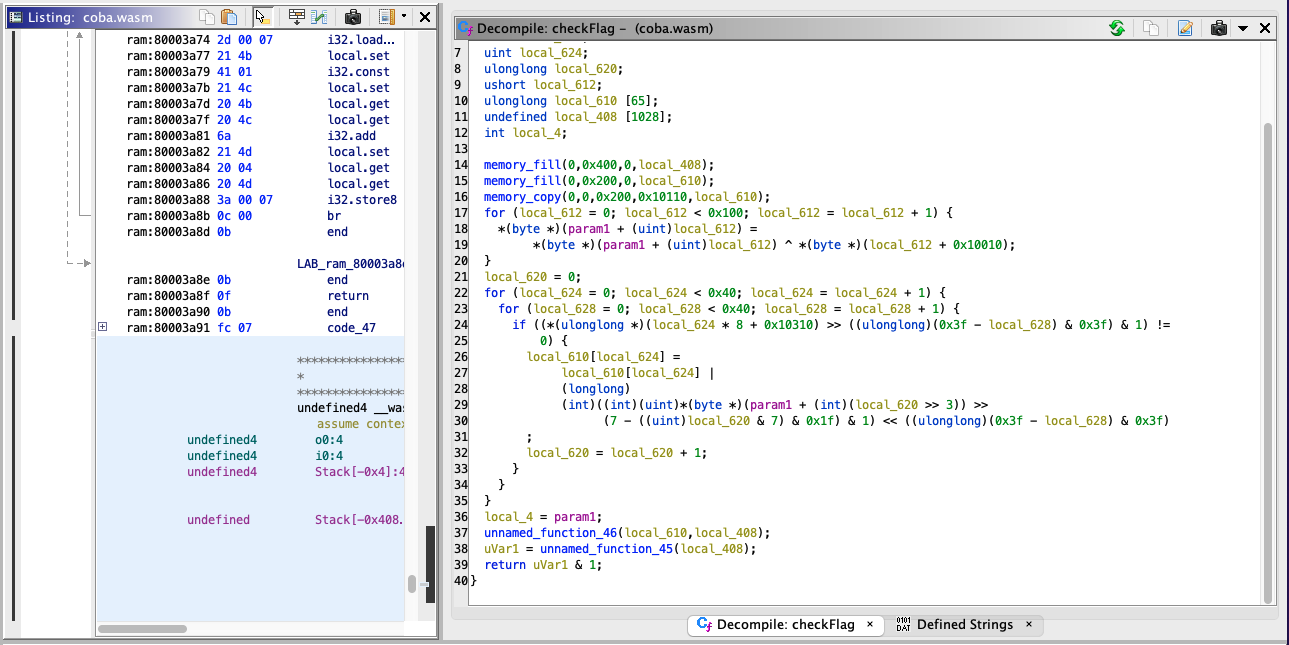 Listing: coba.wasm
ram:80003a74 2d 00 07 i32.load...
ram:80003a77 21 4b local.set
ram:80003a79 41 01 i32.const
ram:80003a7b 21 4c local.set
ram:80003a7d 20 4b local.get
ram:80003a7f 20 4c local.get
ram:80003a81 6a i32.add
ram:80003a82 21 4d local.set
ram:80003a84 20 04 local.get
ram:80003a86 20 4d local.get
ram:80003a88 3a 00 07 i32.store8
ram:80003a8b 0c 00 br
ram:80003a8d 0b end
LAB_ram_80003a8e
ram:80003a8e 0b end
ram:80003a8f 0f return
ram:80003a90 0b end
ram:80003a91 fc 07 code_47
******************
*
******************
undefined4 __was
assume contex
undefined4 o0:4
undefined4 i0:4
undefined4 Stack[-0x4]:4
undefined Stack[-0x408.
Decompile: checkFlag - (coba.wasm)
7 uint local_624;
8 ulonglong local_620;
9 ushort local_612;
10 ulonglong local_610 [65];
11 undefined local_408 [1028];
12 int local_4;
13
14 memory_fill(0,0x400,0,local_408);
15 memory_fill(0,0x200,0,local_610);
16 memory_copy(0,0,0x200,0x10110,local_610);
17 for (local_612 = 0; local_612 < 0x100; local_612 = local_612 + 1) {
18 *(byte *)(param1 + (uint)local_612) =
19 *(byte *)(param1 + (uint)local_612) ^ *(byte *)(local_612 + 0x10010);
20 }
21 local_620 = 0;
22 for (local_624 = 0; local_624 < 0x40; local_624 = local_624 + 1) {
23 for (local_628 = 0; local_628 < 0x40; local_628 = local_628 + 1) {
24 if ((*(ulonglong *)(local_624 * 8 + 0x10310) >> ((ulonglong)(0x3f - local_628) & 0x3f) & 1) !=
25 0) {
26 local_610[local_624] =
27 local_610[local_624] |
28 (longlong)
29 (int)((int)(uint)*(byte *)(param1 + (int)(local_620 >> 3)) >>
30 (7 - ((uint)local_620 & 7) & 0x1f) & 1) << ((ulonglong)(0x3f - local_628) & 0x3f)
31 ;
32 local_620 = local_620 + 1;
33 }
34 }
35 }
36 local_4 = param1;
37 unnamed_function_46(local_610,local_408);
38 uVar1 = unnamed_function_45(local_408);
39 return uVar1 & 1;
40 }
Decompile: checkFlag ×
Defined Strings ×